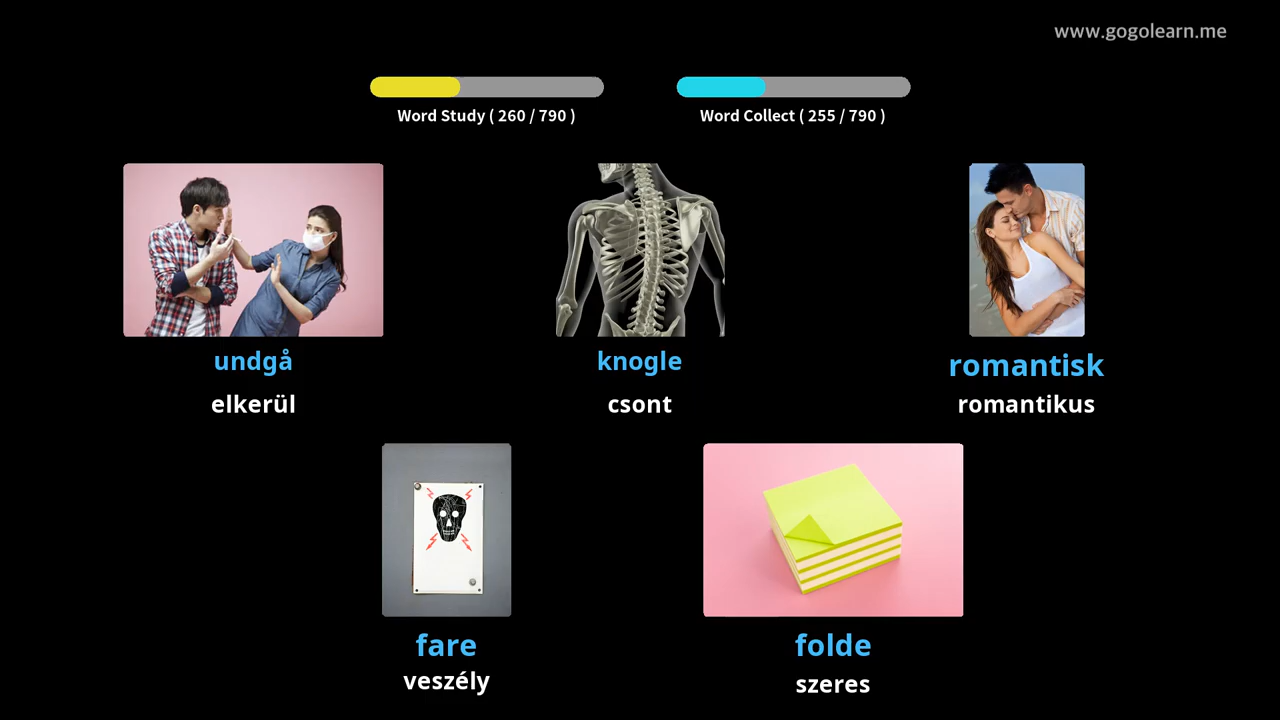 www.gogolearn.me
Word Study ( 260 / 790 )
Word Collect ( 255 / 790 )
undgå
elkerül
knogle
csont
romantisk
romantikus
fare
veszély
folde
szeres